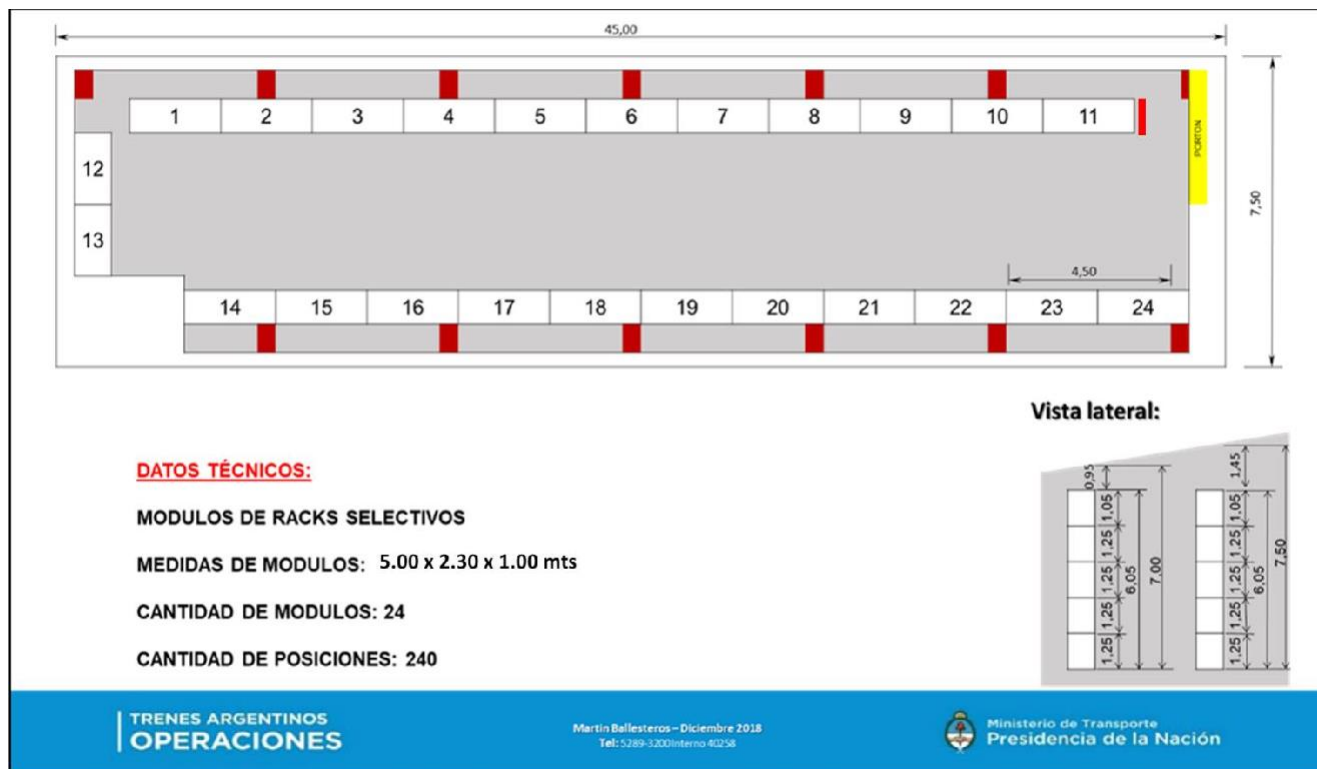 45,00
1 2 3 4 5 6 7 8 9 10 11
PORTON
12
13
7,50
4,50
14 15 16 17 18 19 20 21 22 23 24
Vista lateral:
0,95
1,05
1,25
1,25
1,25
1,25
6,05
7,00
1,45
1,05
1,25
1,25
1,25
1,25
6,05
7,50
DATOS TÉCNICOS:
MODULOS DE RACKS SELECTIVOS
MEDIDAS DE MODULOS: 5.00 x 2.30 x 1.00 mts
CANTIDAD DE MODULOS: 24
CANTIDAD DE POSICIONES: 240
TRENES ARGENTINOS
OPERACIONES
Martin Ballesteros – Diciembre 2018
Tel: 5289-3200 Interno 40258
Ministerio de Transporte
Presidencia de la Nación